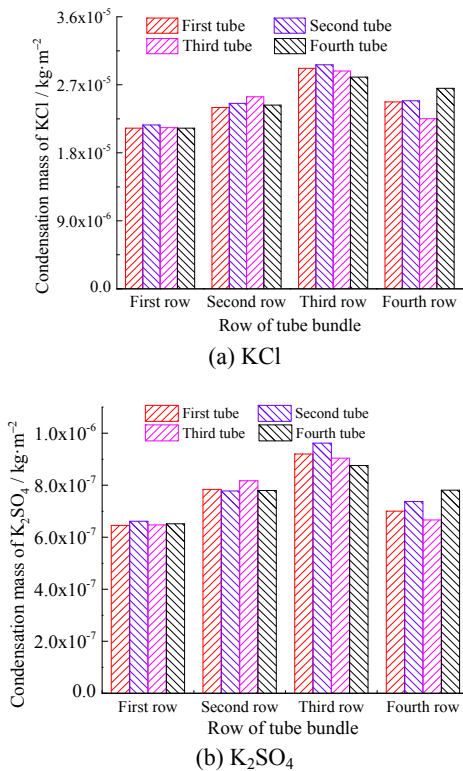 3.6x10⁻⁵
2.7x10⁻⁵
1.8x10⁻⁵
9.0x10⁻⁶
0.0
Condensation mass of KCl / kg·m⁻²
First tube Second tube
Third tube Fourth tube
First row Second row Third row Fourth row
Row of tube bundle
(a) KCl
1.0x10⁻⁶
8.0x10⁻⁷
6.0x10⁻⁷
4.0x10⁻⁷
2.0x10⁻⁷
0.0
Condensation mass of K₂SO₄ / kg·m⁻²
First tube Second tube
Third tube Fourth tube
First row Second row Third row Fourth row
Row of tube bundle
(b) K₂SO₄